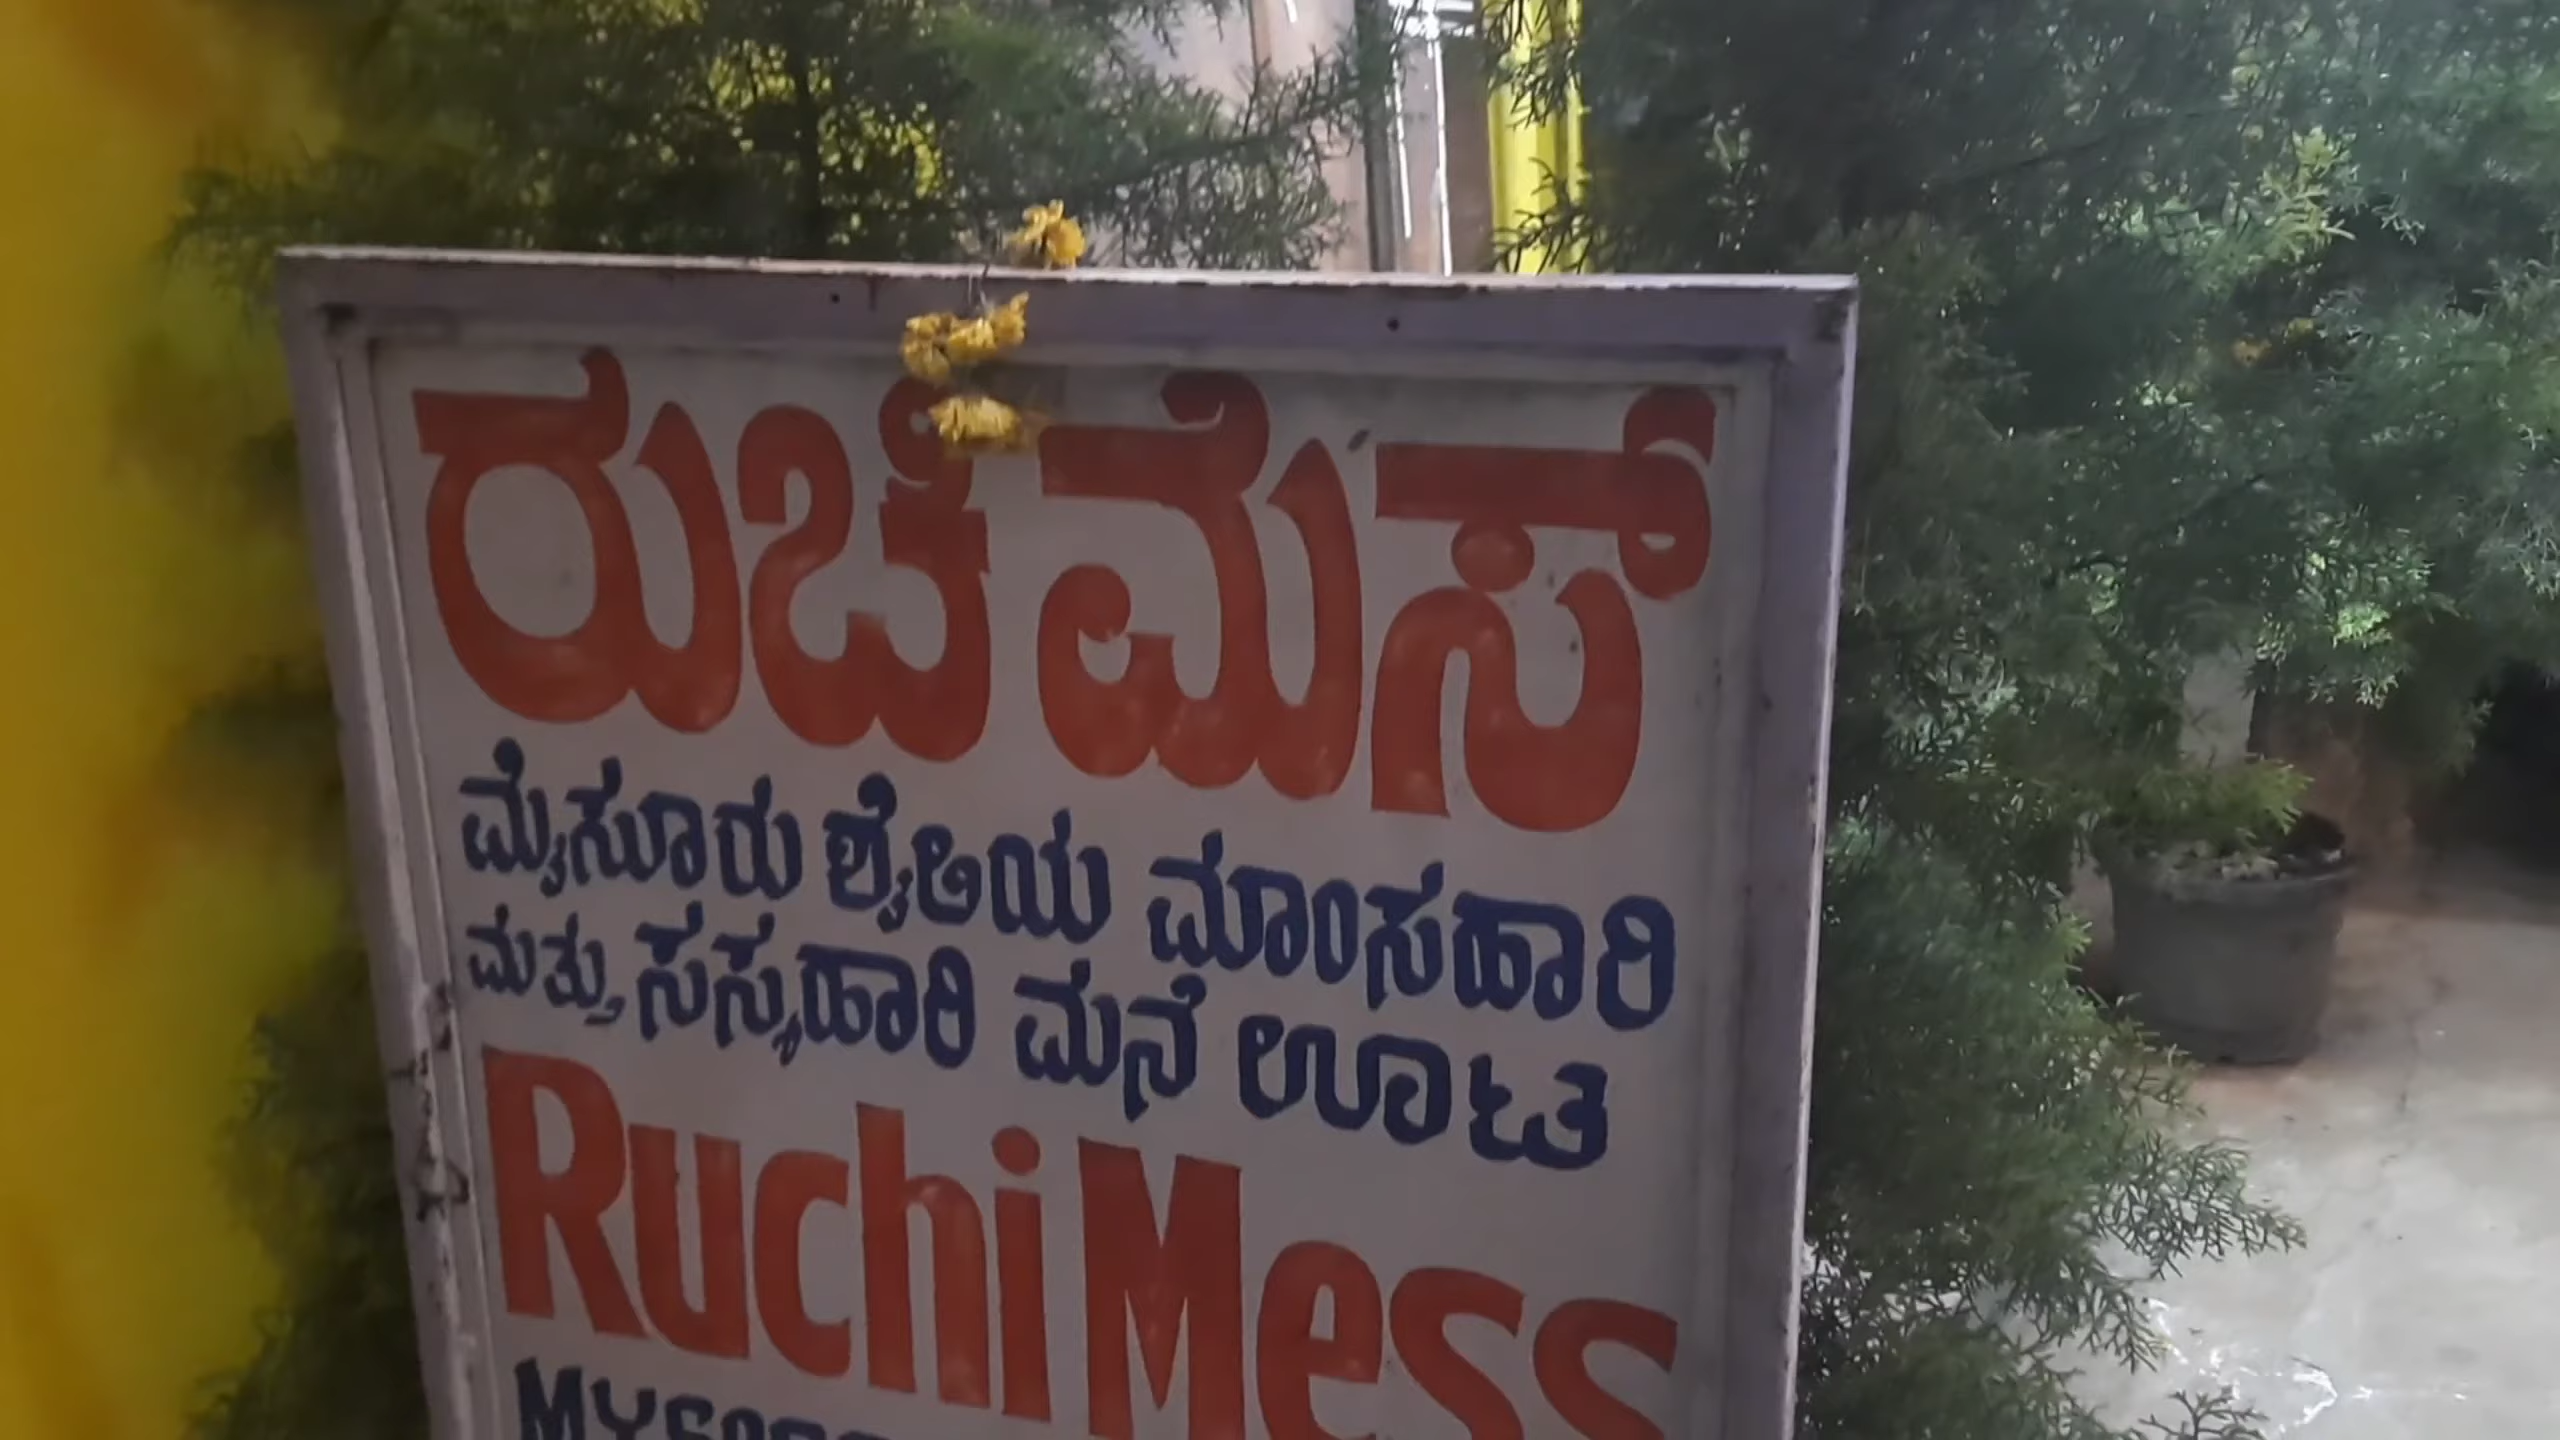 ರುಚಿ ಮೆಸ್
ಮೈಸೂರು ಶೈಲಿಯ ಮಾಂಸಹಾರಿ
ಮತ್ತು ಸಸ್ಯಹಾರಿ ಮನೆ ಊಟ
Ruchi Mess